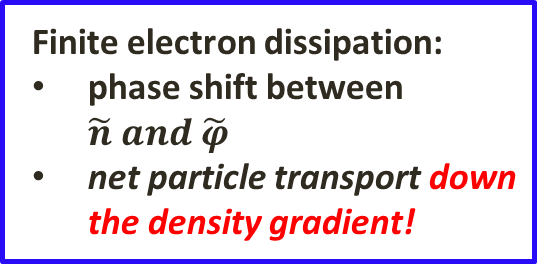 Finite electron dissipation:
• phase shift between
ñ and φ̃
• net particle transport down
the density gradient!